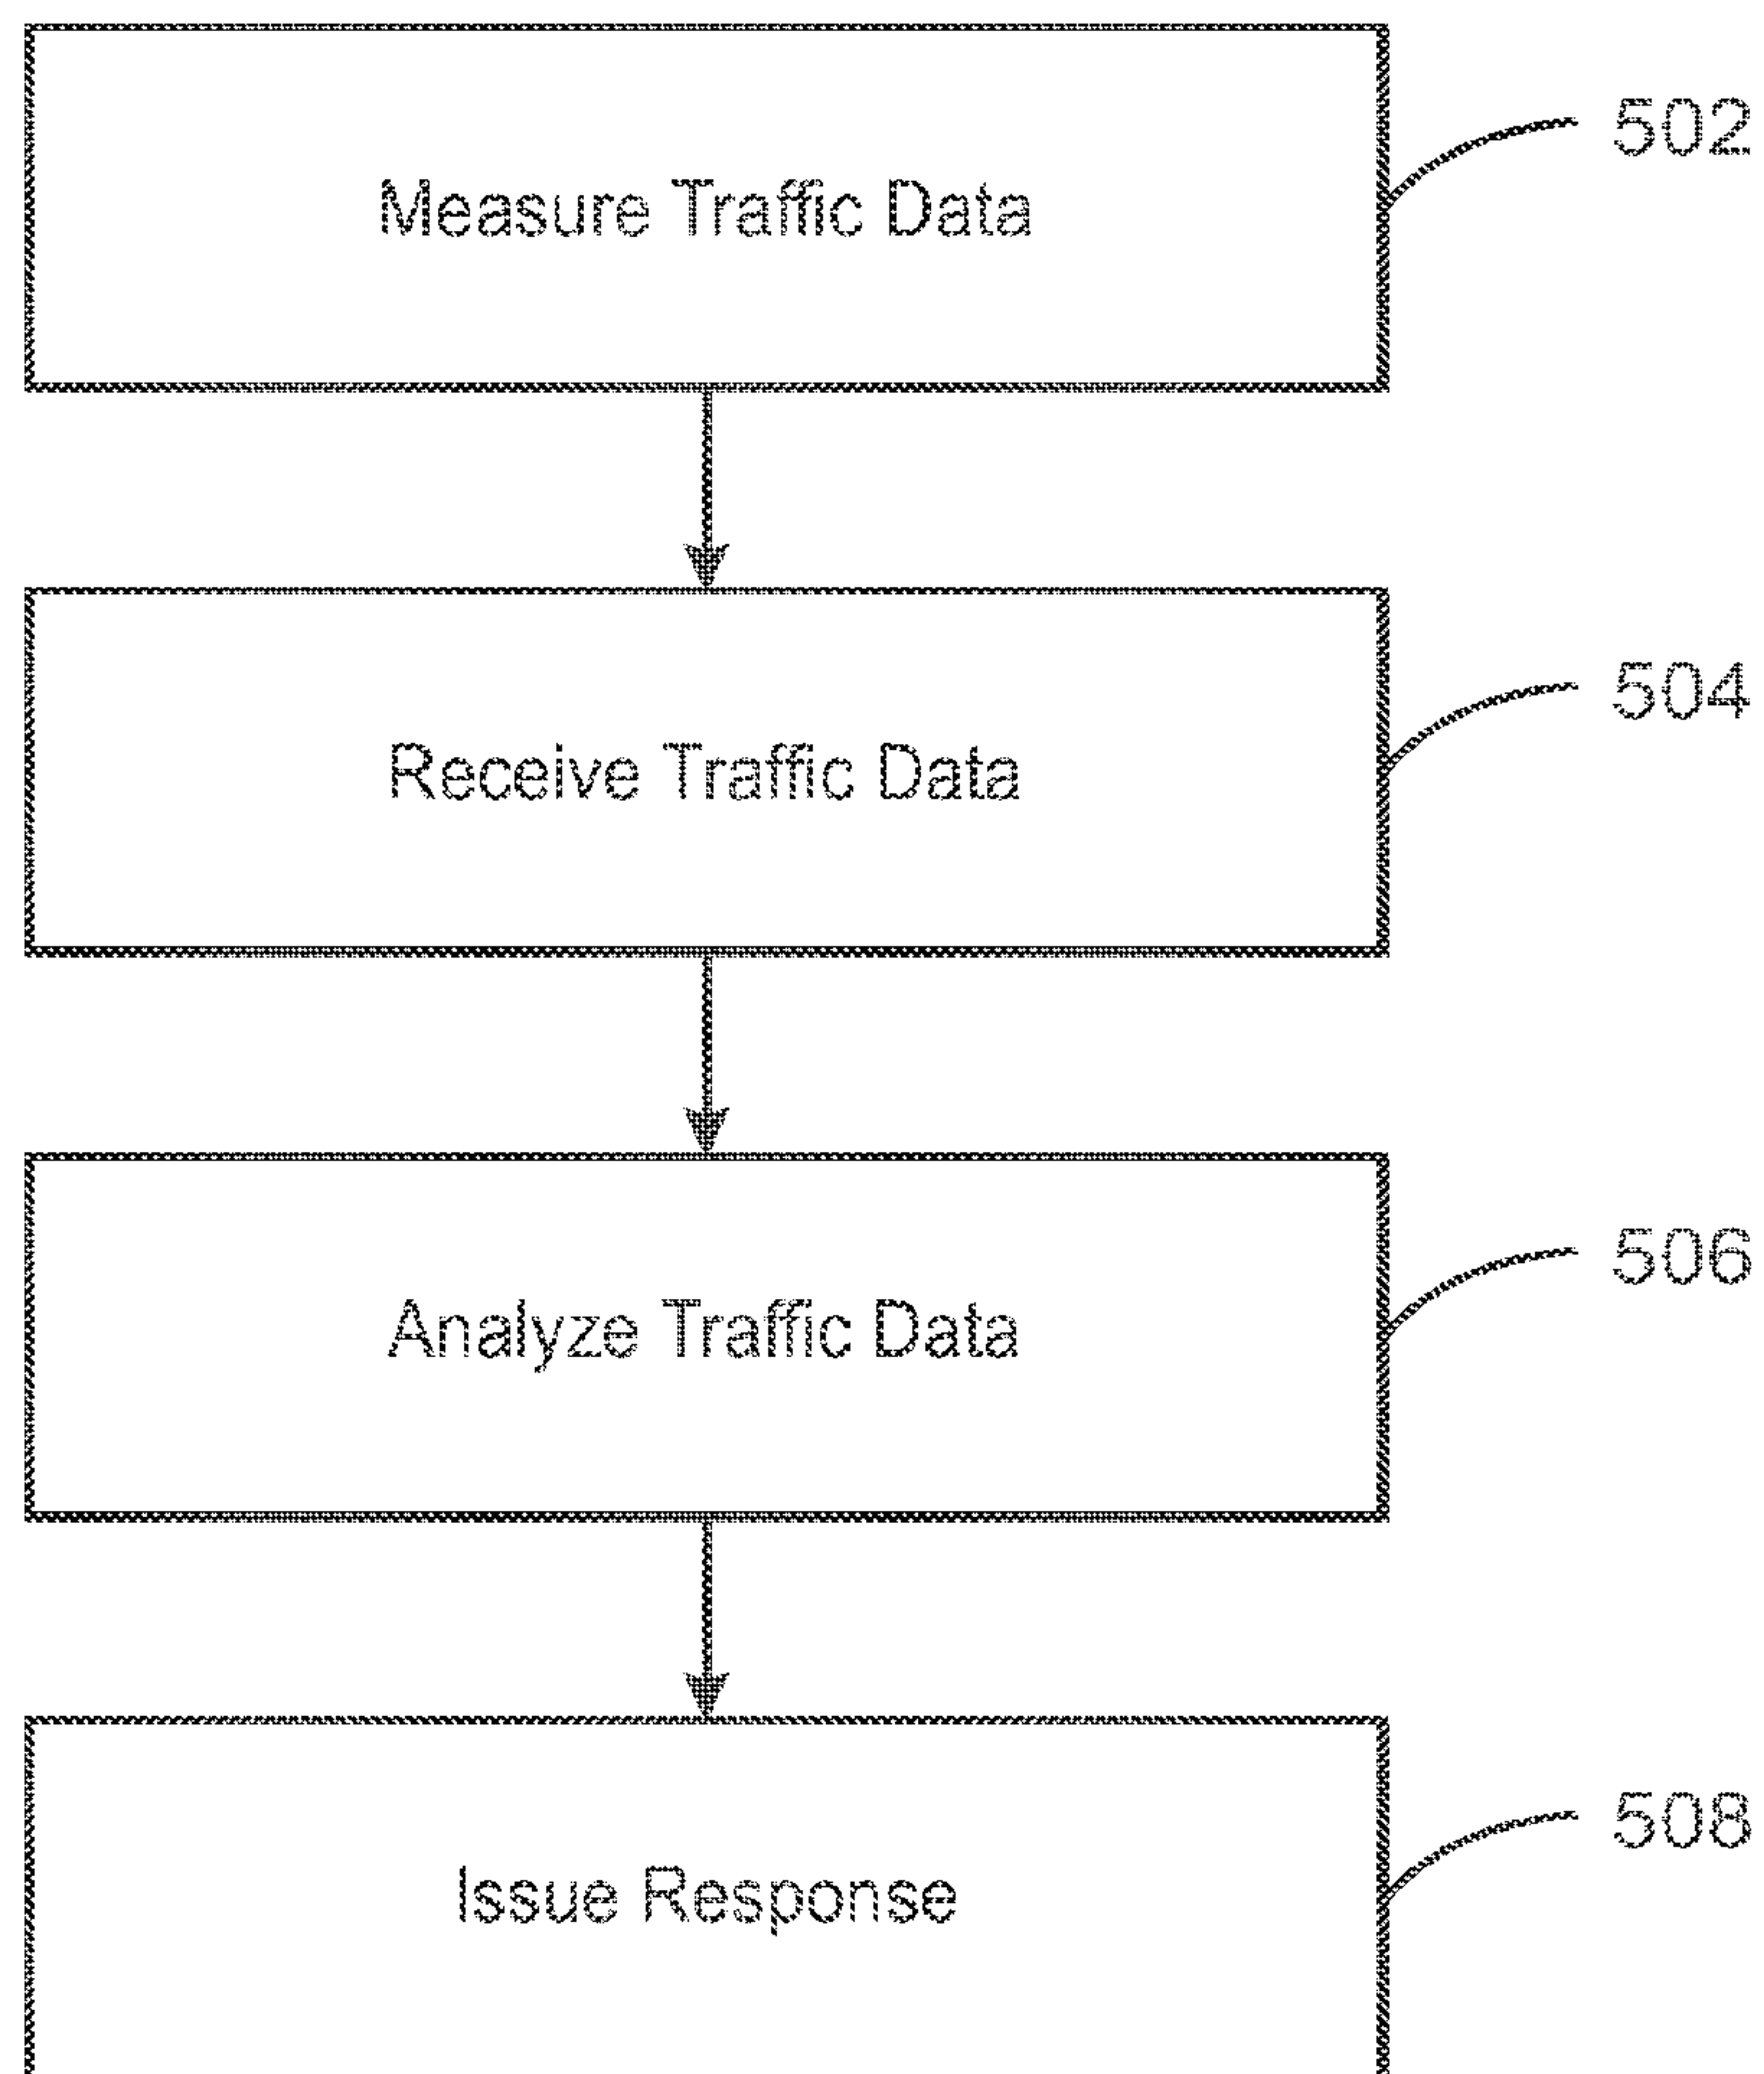 Measure Traffic Data
502
Receive Traffic Data
504
Analyze Traffic Data
506
Issue Response
508